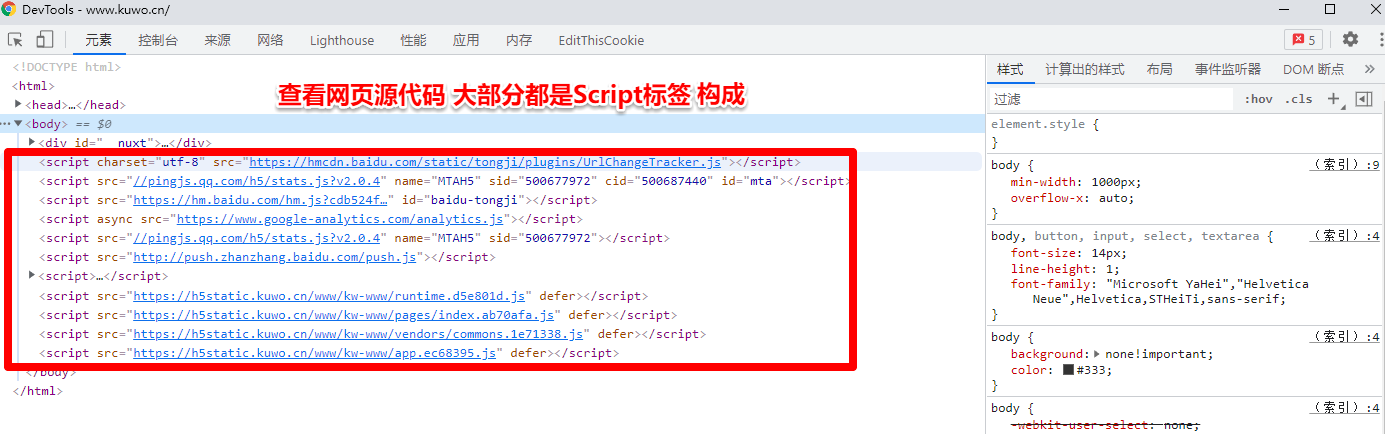 DevTools - www.kuwo.cn/
元素 控制台 来源 网络 Lighthouse 性能 应用 内存 EditThisCookie 5
<!DOCTYPE html>
<html>
<head>…</head>
查看网页源代码 大部分都是Script标签 构成
<body> == $0
<div id="__nuxt">…</div>
<script charset="utf-8" src="https://hmcdn.baidu.com/static/tongji/plugins/UrlChangeTracker.js"></script>
<script src="//pingjs.qq.com/h5/stats.js?v2.0.4" name="MTAH5" sid="500677972" cid="500687440" id="mta"></script>
<script src="https://hm.baidu.com/hm.js?cdb524f…" id="baidu-tongji"></script>
<script async src="https://www.google-analytics.com/analytics.js"></script>
<script src="//pingjs.qq.com/h5/stats.js?v2.0.4" name="MTAH5" sid="500677972"></script>
<script src="http://push.zhanzhang.baidu.com/push.js"></script>
<script>…</script>
<script src="https://h5static.kuwo.cn/www/kw-www/runtime.d5e801d.js" defer></script>
<script src="https://h5static.kuwo.cn/www/kw-www/pages/index.ab70afa.js" defer></script>
<script src="https://h5static.kuwo.cn/www/kw-www/vendors/commons.1e71338.js" defer></script>
<script src="https://h5static.kuwo.cn/www/kw-www/app.ec68395.js" defer></script>
</body>
</html>
样式 计算出的样式 布局 事件监听器 DOM 断点 »
过滤 :hov .cls +
element.style {
}
body { (索引):9
min-width: 1000px;
overflow-x: auto;
}
body, button, input, select, textarea { (索引):4
font-size: 14px;
line-height: 1;
font-family: "Microsoft YaHei","Helvetica
Neue",Helvetica,STHeiTi,sans-serif;
}
body { (索引):4
background: none!important;
color: #333;
}
body { (索引):4
-webkit-user-select: none;